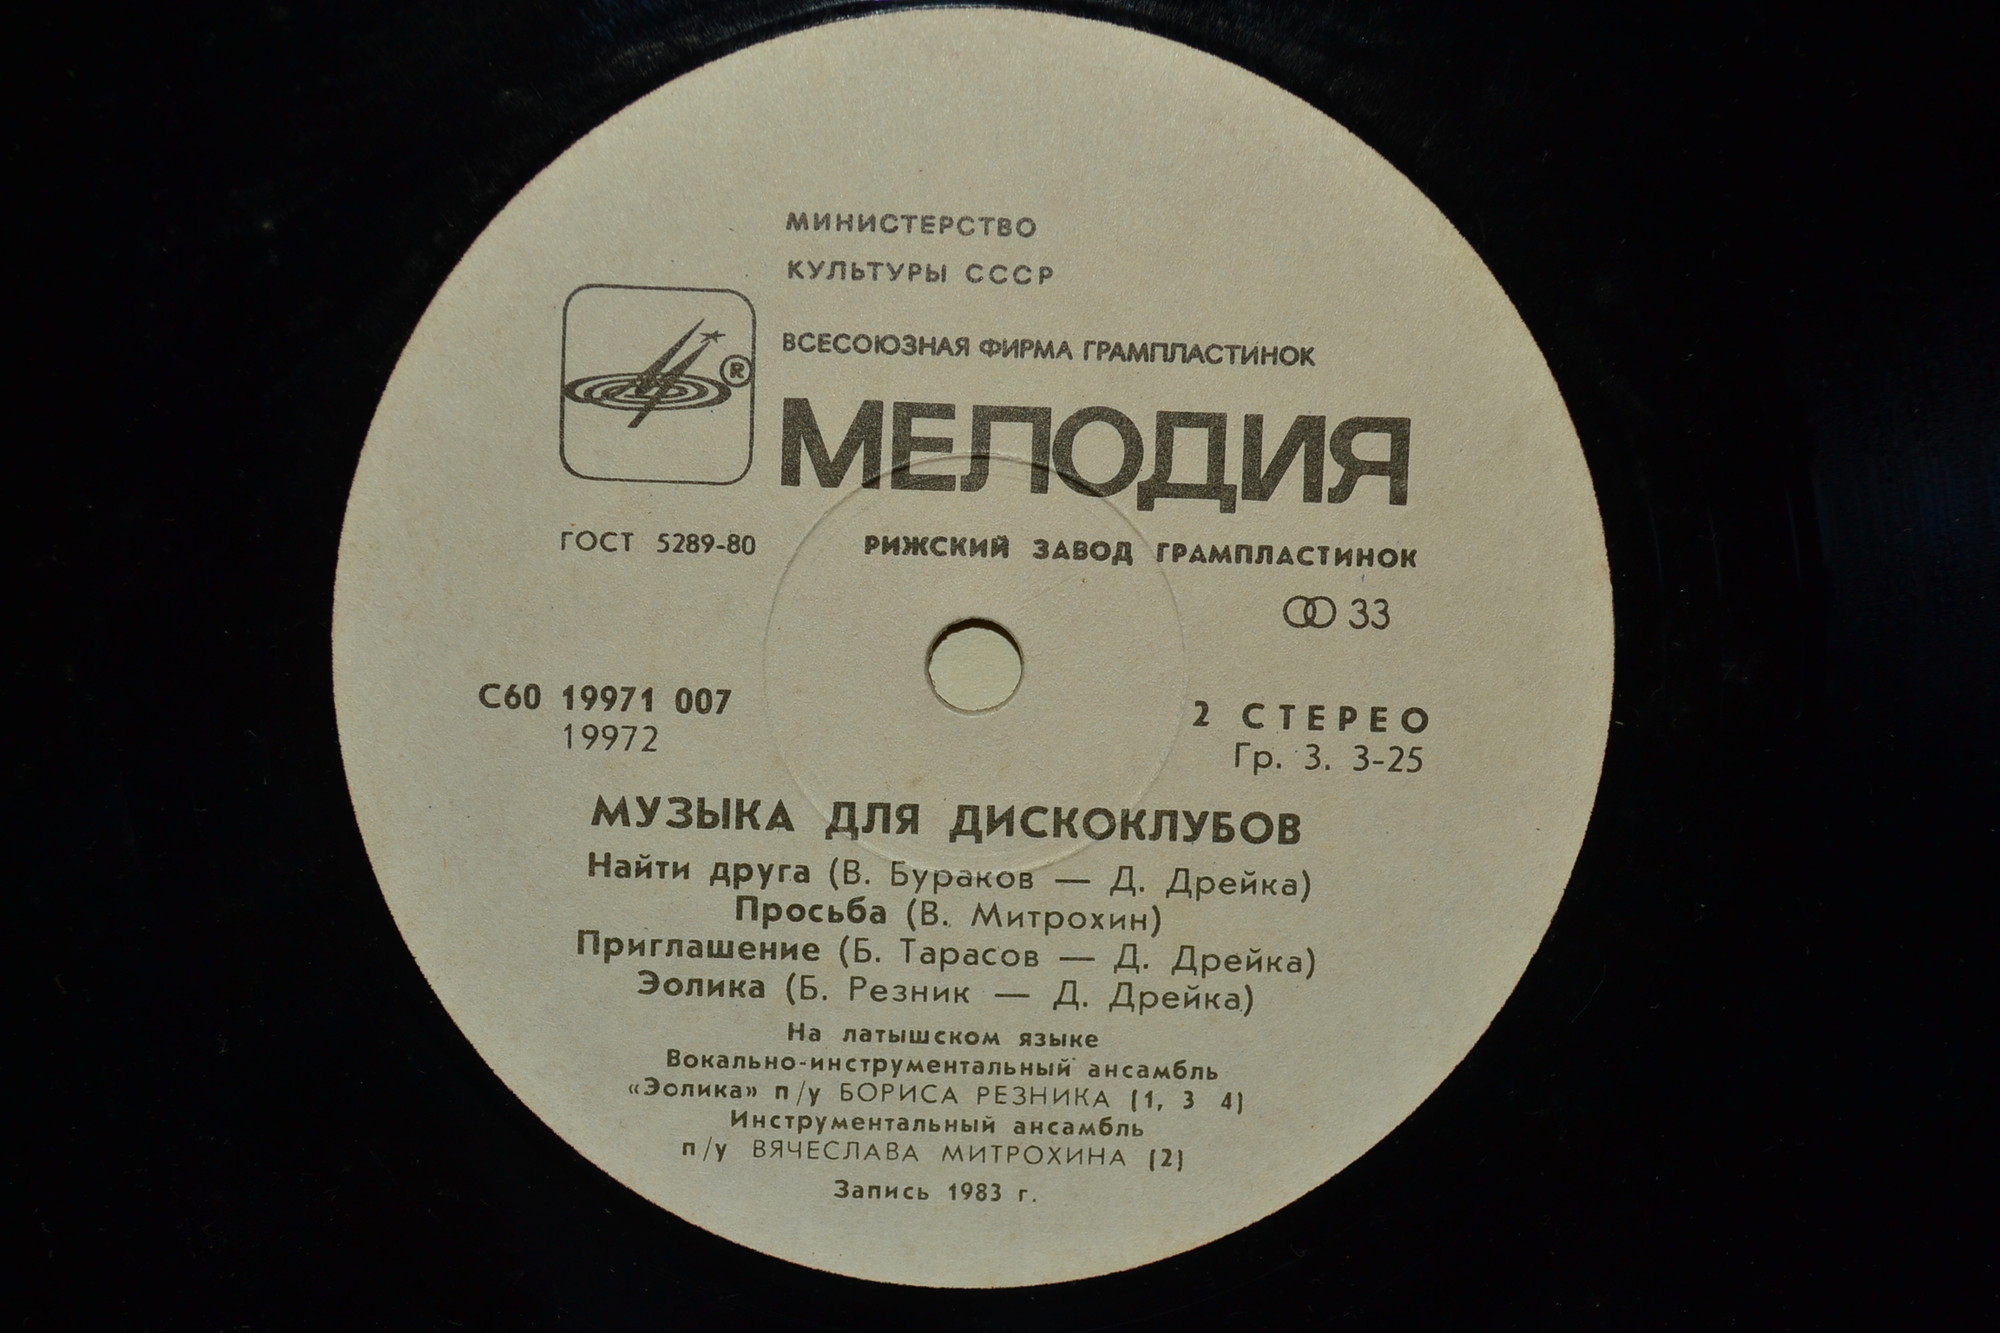 МИНИСТЕРСТВО
КУЛЬТУРЫ СССР
ВСЕСОЮЗНАЯ ФИРМА ГРАМПЛАСТИНОК
®
МЕЛОДИЯ
ГОСТ 5289-80
РИЖСКИЙ ЗАВОД ГРАМПЛАСТИНОК
33
С60 19971 007
19972
2 СТЕРЕО
Гр. 3. 3-25
МУЗЫКА ДЛЯ ДИСКОКЛУБОВ
Найти друга (В. Бураков — Д. Дрейка)
Просьба (В. Митрохин)
Приглашение (Б. Тарасов — Д. Дрейка)
Эолика (Б. Резник — Д. Дрейка)
На латышском языке
Вокально-инструментальный ансамбль
«Эолика» п/у БОРИСА РЕЗНИКА (1, 3 4)
Инструментальный ансамбль
п/у ВЯЧЕСЛАВА МИТРОХИНА (2)
Запись 1983 г.